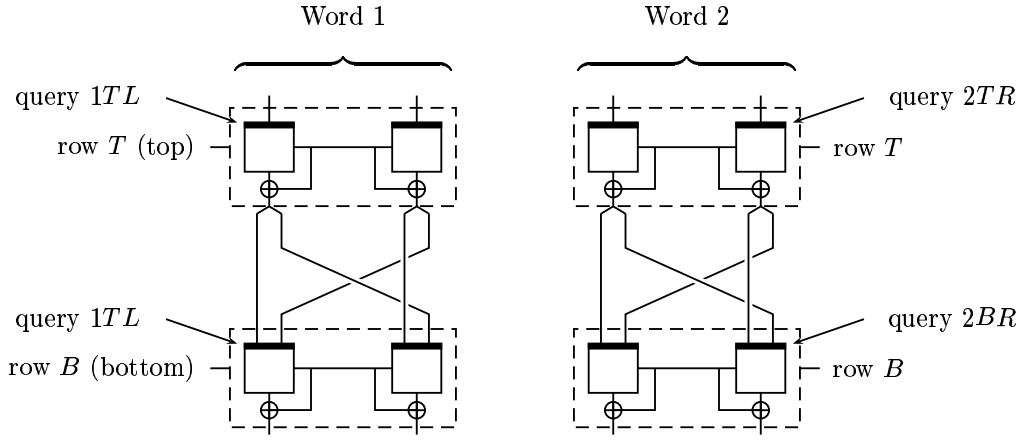 Word 1
Word 2
query 1TL
query 2TR
row T (top)
row T
query 1TL
query 2BR
row B (bottom)
row B